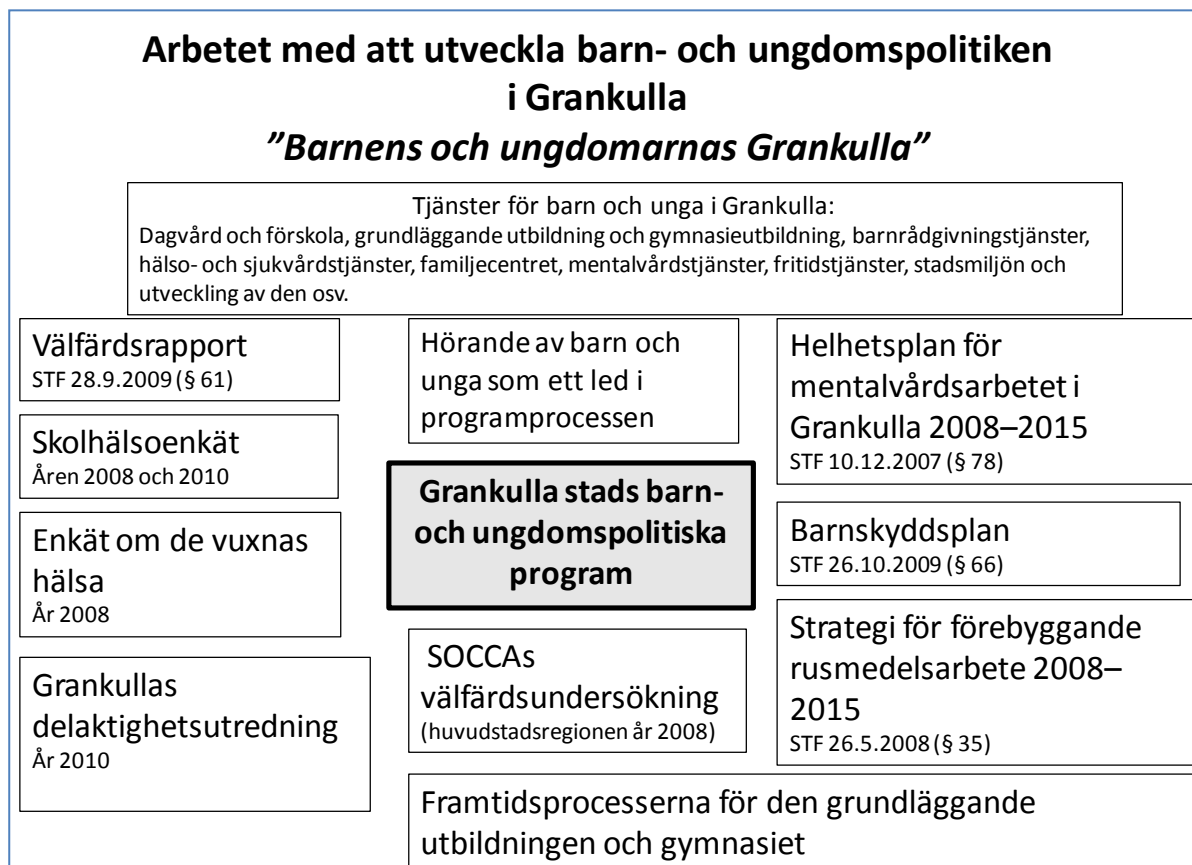 Arbetet med att utveckla barn- och ungdomspolitiken
i Grankulla
”Barnens och ungdomarnas Grankulla”
Tjänster för barn och unga i Grankulla:
Dagvård och förskola, grundläggande utbildning och gymnasieutbildning, barnrådgivningstjänster,
hälso- och sjukvårdstjänster, familjecentret, mentalvårdstjänster, fritidstjänster, stadsmiljön och
utveckling av den osv.
Välfärdsrapport
STF 28.9.2009 (§ 61)
Skolhälsoenkät
Åren 2008 och 2010
Enkät om de vuxnas
hälsa
År 2008
Grankullas
delaktighetsutredning
År 2010
Hörande av barn och
unga som ett led i
programprocessen
Grankulla stads barn-
och ungdomspolitiska
program
SOCCAs
välfärdsundersökning
(huvudstadsregionen år 2008)
Helhetsplan för
mentalvårdsarbetet i
Grankulla 2008–2015
STF 10.12.2007 (§ 78)
Barnskyddsplan
STF 26.10.2009 (§ 66)
Strategi för förebyggande
rusmedelsarbete 2008–
2015
STF 26.5.2008 (§ 35)
Framtidsprocesserna för den grundläggande
utbildningen och gymnasiet